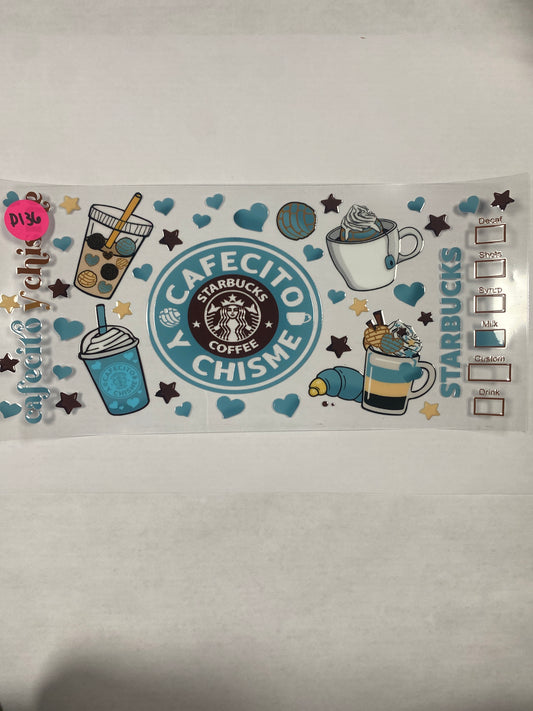 D136
cafecito y chisme
CAFECITO
Y CHISME
STARBUCKS
COFFEE
CAFECITO
Y CHISME
STARBUCKS
Decaf
Shots
Syrup
Milk
Custom
Drink